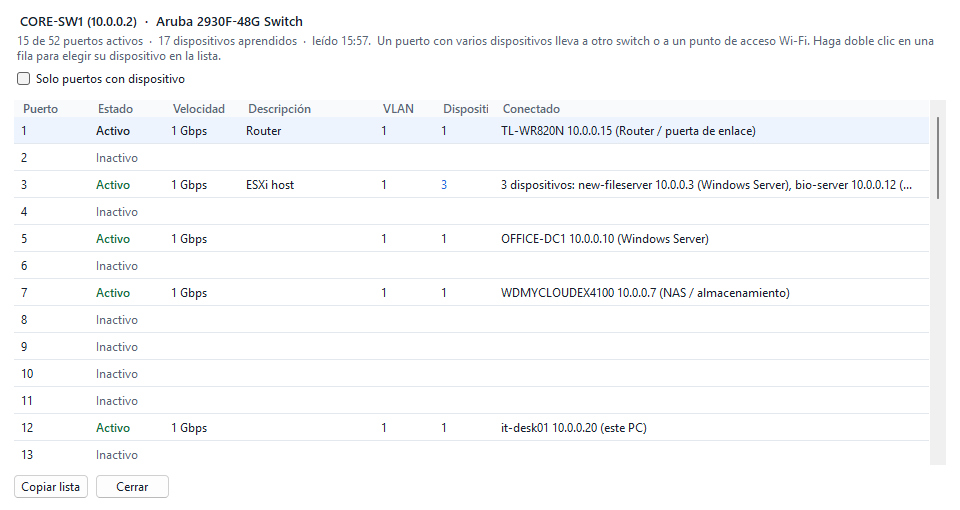 CORE-SW1 (10.0.0.2) · Aruba 2930F-48G Switch
15 de 52 puertos activos · 17 dispositivos aprendidos · leído 15:57. Un puerto con varios dispositivos lleva a otro switch o a un punto de acceso Wi-Fi. Haga doble clic en una
fila para elegir su dispositivo en la lista.
Solo puertos con dispositivo
Puerto Estado Velocidad Descripción VLAN Dispositi Conectado
1 Activo 1 Gbps Router 1 1 TL-WR820N 10.0.0.15 (Router / puerta de enlace)
2 Inactivo
3 Activo 1 Gbps ESXi host 1 3 3 dispositivos: new-fileserver 10.0.0.3 (Windows Server), bio-server 10.0.0.12 (...
4 Inactivo
5 Activo 1 Gbps 1 1 OFFICE-DC1 10.0.0.10 (Windows Server)
6 Inactivo
7 Activo 1 Gbps 1 1 WDMYCLOUDEX4100 10.0.0.7 (NAS / almacenamiento)
8 Inactivo
9 Inactivo
10 Inactivo
11 Inactivo
12 Activo 1 Gbps 1 1 it-desk01 10.0.0.20 (este PC)
13 Inactivo
Copiar lista Cerrar